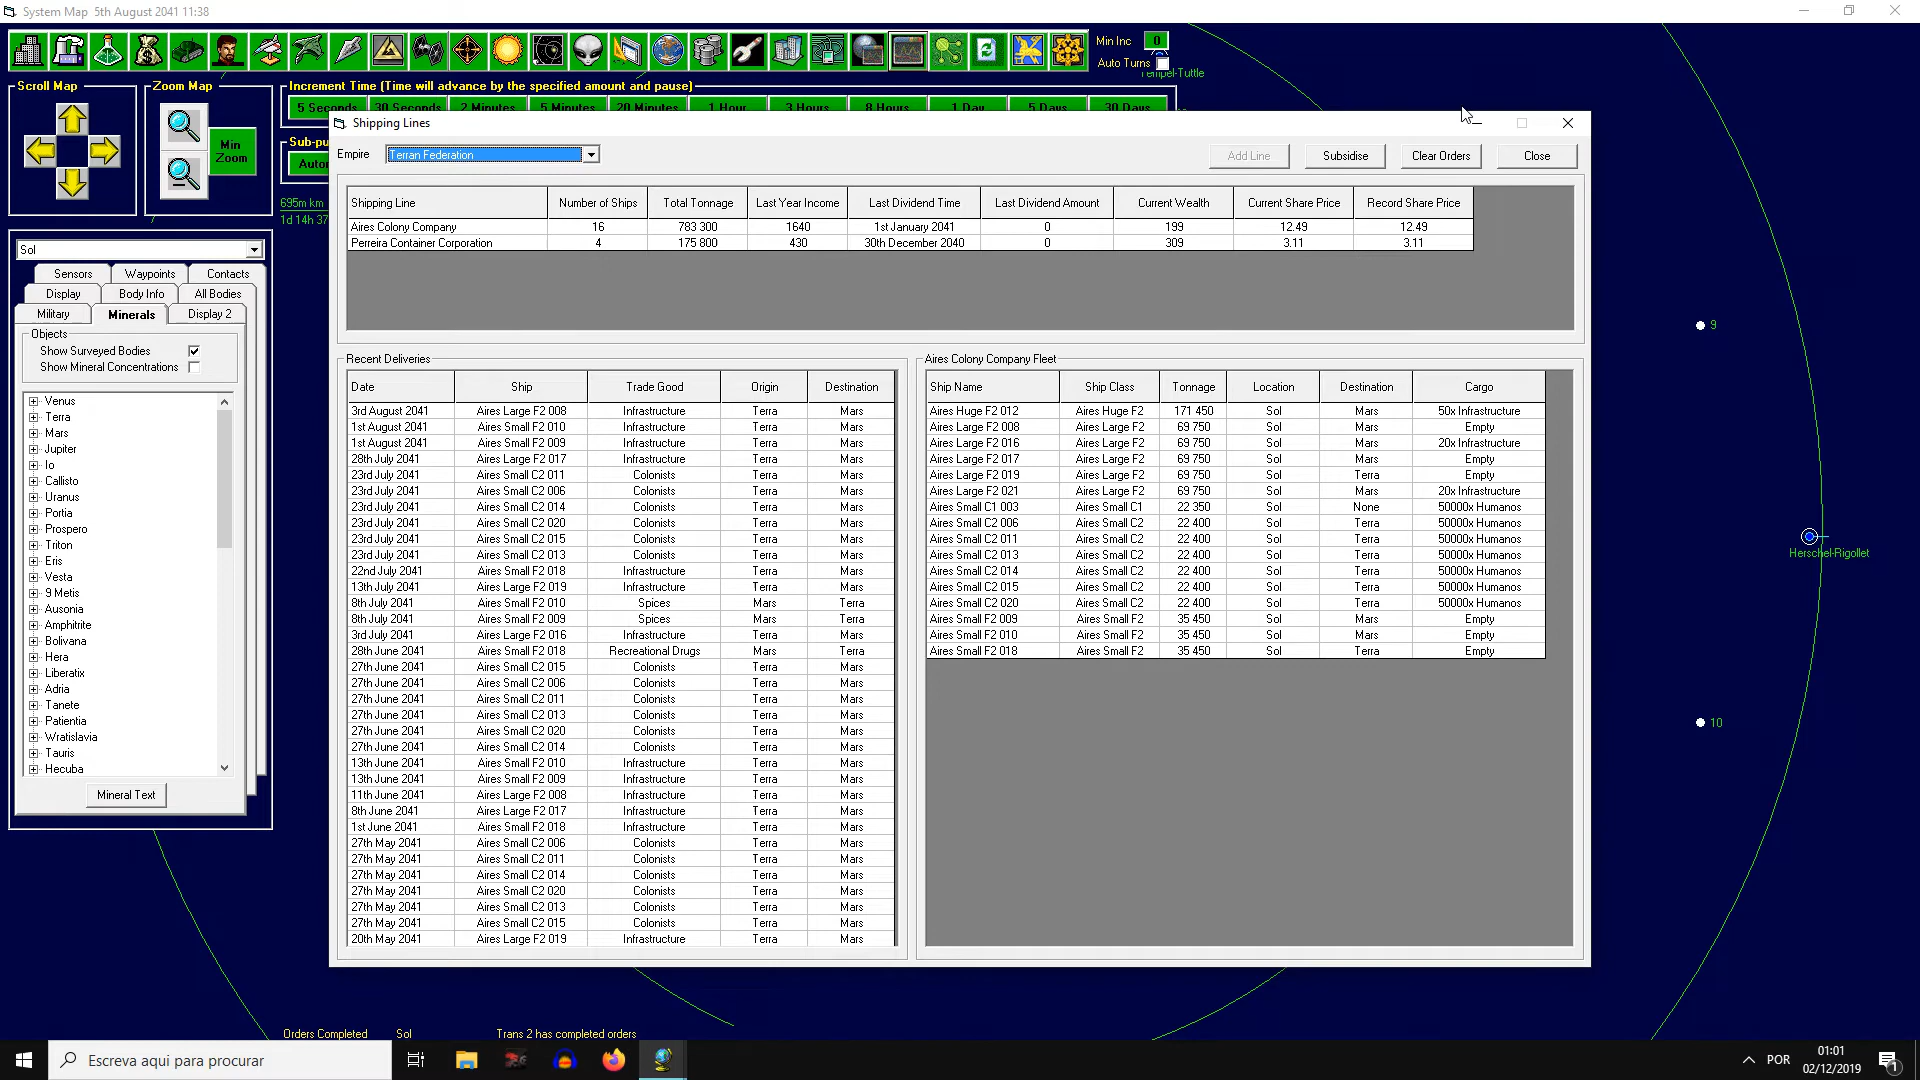 System Map  5th August 2041 11:38
Min Inc 0
Auto Turns
Tempel-Tuttle
Scroll Map
Zoom Map
Min Zoom
Increment Time (Time will advance by the specified amount and pause)
5 Seconds 30 Seconds 2 Minutes 5 Minutes 20 Minutes 1 Hour 3 Hours 8 Hours 1 Day 5 Days 30 Days
695m km
Shipping Lines
Empire Terran Federation Add Line Subsidise Clear Orders Close
Shipping Line Number of Ships Total Tonnage Last Year Income Last Dividend Time Last Dividend Amount Current Wealth Current Share Price Record Share Price
Aires Colony Company 16 783 300 1640 1st January 2041 0 199 12.49 12.49
Perreira Container Corporation 4 175 800 430 30th December 2040 0 309 3.11 3.11
Sol
Sensors Waypoints Contacts
Display Body Info All Bodies
Military Minerals Display 2
Objects
Show Surveyed Bodies
Show Mineral Concentrations
Venus
Terra
Mars
Jupiter
Io
Callisto
Uranus
Portia
Prospero
Triton
Eris
Vesta
9 Metis
Ausonia
Amphitrite
Bolivana
Hera
Liberatix
Adria
Tanete
Patientia
Wratislavia
Tauris
Hecuba
Mineral Text
Recent Deliveries
Date Ship Trade Good Origin Destination
3rd August 2041 Aires Large F2 008 Infrastructure Terra Mars
1st August 2041 Aires Small F2 010 Infrastructure Terra Mars
1st August 2041 Aires Small F2 009 Infrastructure Terra Mars
28th July 2041 Aires Large F2 017 Infrastructure Terra Mars
23rd July 2041 Aires Small C2 011 Colonists Terra Mars
23rd July 2041 Aires Small C2 006 Colonists Terra Mars
23rd July 2041 Aires Small C2 014 Colonists Terra Mars
23rd July 2041 Aires Small C2 020 Colonists Terra Mars
23rd July 2041 Aires Small C2 015 Colonists Terra Mars
23rd July 2041 Aires Small C2 013 Colonists Terra Mars
22nd July 2041 Aires Small F2 018 Infrastructure Terra Mars
13th July 2041 Aires Large F2 019 Infrastructure Terra Mars
8th July 2041 Aires Small F2 010 Spices Mars Terra
8th July 2041 Aires Small F2 009 Spices Mars Terra
3rd July 2041 Aires Large F2 016 Infrastructure Terra Mars
28th June 2041 Aires Small F2 018 Recreational Drugs Mars Terra
27th June 2041 Aires Small C2 015 Colonists Terra Mars
27th June 2041 Aires Small C2 006 Colonists Terra Mars
27th June 2041 Aires Small C2 011 Colonists Terra Mars
27th June 2041 Aires Small C2 013 Colonists Terra Mars
27th June 2041 Aires Small C2 020 Colonists Terra Mars
27th June 2041 Aires Small C2 014 Colonists Terra Mars
13th June 2041 Aires Small F2 010 Infrastructure Terra Mars
13th June 2041 Aires Small F2 009 Infrastructure Terra Mars
11th June 2041 Aires Large F2 008 Infrastructure Terra Mars
8th June 2041 Aires Large F2 017 Infrastructure Terra Mars
1st June 2041 Aires Small F2 018 Infrastructure Terra Mars
27th May 2041 Aires Small C2 006 Colonists Terra Mars
27th May 2041 Aires Small C2 011 Colonists Terra Mars
27th May 2041 Aires Small C2 014 Colonists Terra Mars
27th May 2041 Aires Small C2 020 Colonists Terra Mars
27th May 2041 Aires Small C2 013 Colonists Terra Mars
27th May 2041 Aires Small C2 015 Colonists Terra Mars
20th May 2041 Aires Large F2 019 Infrastructure Terra Mars
Aires Colony Company Fleet
Ship Name Ship Class Tonnage Location Destination Cargo
Aires Huge F2 012 Aires Huge F2 171 450 Sol Mars 50x Infrastructure
Aires Large F2 008 Aires Large F2 69 750 Sol Mars Empty
Aires Large F2 016 Aires Large F2 69 750 Sol Mars 20x Infrastructure
Aires Large F2 017 Aires Large F2 69 750 Sol Mars Empty
Aires Large F2 019 Aires Large F2 69 750 Sol Terra Empty
Aires Large F2 021 Aires Large F2 69 750 Sol Mars 20x Infrastructure
Aires Small C1 003 Aires Small C1 22 350 Sol None 50000x Humanos
Aires Small C2 006 Aires Small C2 22 400 Sol Terra 50000x Humanos
Aires Small C2 011 Aires Small C2 22 400 Sol Terra 50000x Humanos
Aires Small C2 013 Aires Small C2 22 400 Sol Terra 50000x Humanos
Aires Small C2 014 Aires Small C2 22 400 Sol Terra 50000x Humanos
Aires Small C2 015 Aires Small C2 22 400 Sol Terra 50000x Humanos
Aires Small C2 020 Aires Small C2 22 400 Sol Terra 50000x Humanos
Aires Small F2 009 Aires Small F2 35 450 Sol Mars Empty
Aires Small F2 010 Aires Small F2 35 450 Sol Mars Empty
Aires Small F2 018 Aires Small F2 35 450 Sol Terra Empty
9
Herschel-Rigollet
10
Orders Completed Sol Trans 2 has completed orders
Escreva aqui para procurar
POR
01:01
02/12/2019
1